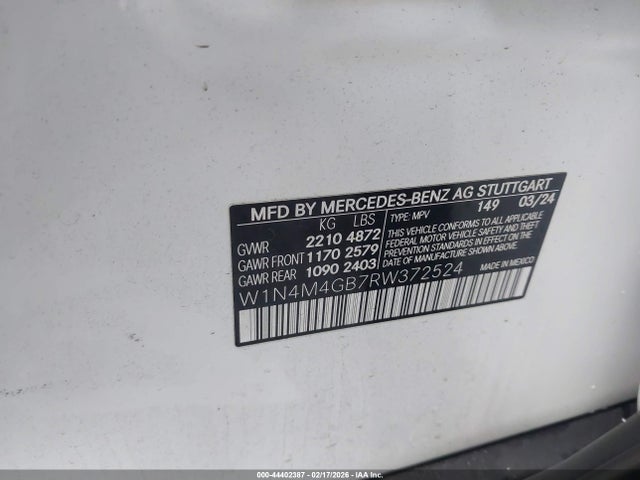 MFD BY MERCEDES-BENZ AG STUTTGART
KG LBS 149 03/24
GVWR 2210 4872 TYPE: MPV
GAWR FRONT 1170 2579 THIS VEHICLE CONFORMS TO ALL APPLICABLE
GAWR REAR 1090 2403 FEDERAL MOTOR VEHICLE SAFETY, BUMPER, AND THEFT
PREVENTION STANDARDS IN EFFECT ON THE DATE OF
MANUFACTURE SHOWN ABOVE.
W1N4M4GB7RW372524 MADE IN MEXICO
000-44402387 - 02/17/2026 - IAAI, Inc.